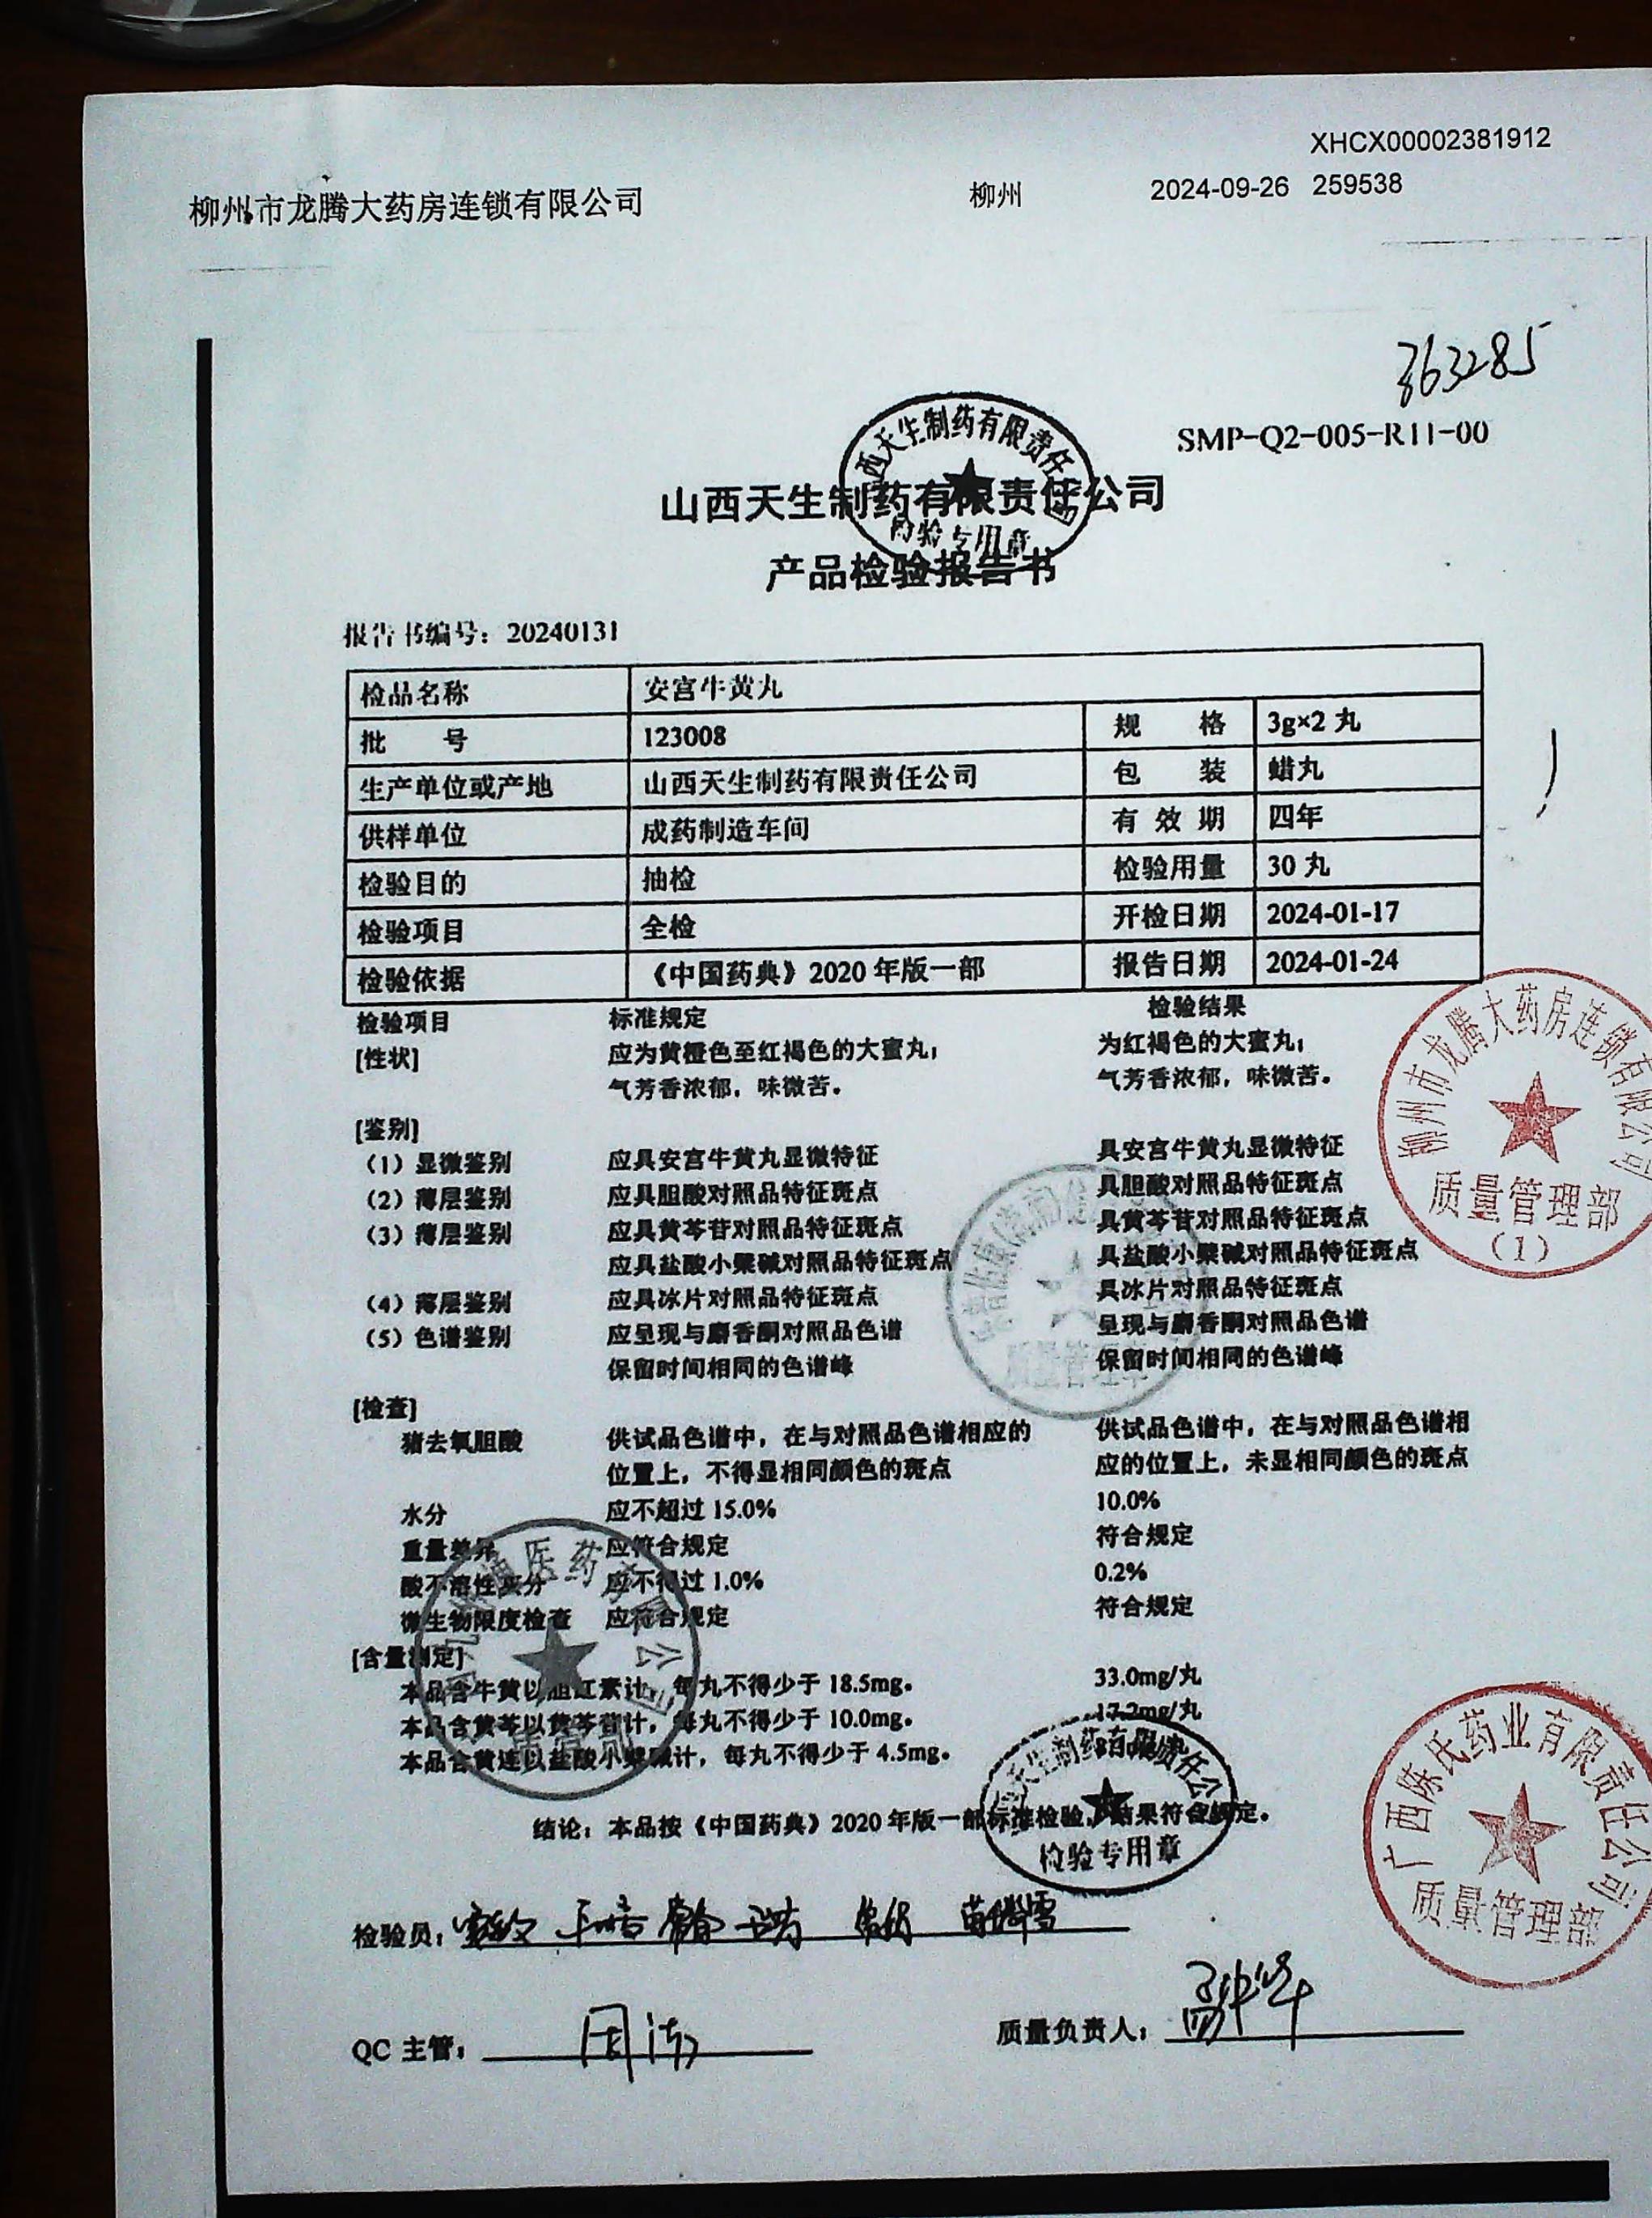 XHCX00002381912
柳州市龙腾大药房连锁有限公司 柳州 2024-09-26 259538
363285
SMP-Q2-005-R11-00
山西天生制药有限责任公司
检验专用章
产品检验报告书
报告书编号：20240131
检品名称 安宫牛黄丸
批 号 123008 规 格 3g×2 丸
生产单位或产地 山西天生制药有限责任公司 包 装 蜡丸
供样单位 成药制造车间 有 效 期 四年
检验目的 抽检 检验用量 30 丸
检验项目 全检 开检日期 2024-01-17
检验依据 《中国药典》2020 年版一部 报告日期 2024-01-24
检验项目 标准规定 检验结果
[性状] 应为黄橙色至红褐色的大蜜丸； 为红褐色的大蜜丸；
气芳香浓郁，味微苦。 气芳香浓郁，味微苦。
[鉴别]
（1）显微鉴别 应具安宫牛黄丸显微特征 具安宫牛黄丸显微特征
（2）薄层鉴别 应具胆酸对照品特征斑点 具胆酸对照品特征斑点
（3）薄层鉴别 应具黄芩苷对照品特征斑点 具黄芩苷对照品特征斑点
应具盐酸小檗碱对照品特征斑点 具盐酸小檗碱对照品特征斑点
（4）薄层鉴别 应具冰片对照品特征斑点 具冰片对照品特征斑点
（5）色谱鉴别 应呈现与麝香酮对照品色谱 呈现与麝香酮对照品色谱
保留时间相同的色谱峰 保留时间相同的色谱峰
[检查]
猪去氧胆酸 供试品色谱中，在与对照品色谱相应的 供试品色谱中，在与对照品色谱相
位置上，不得显相同颜色的斑点 应的位置上，未显相同颜色的斑点
水分 应不超过 15.0% 10.0%
重量差异 应符合规定 符合规定
酸不溶性灰分 应不得过 1.0% 0.2%
微生物限度检查 应符合规定 符合规定
[含量测定]
本品含牛黄以胆红素计，每丸不得少于 18.5mg。 33.0mg/丸
本品含黄芩以黄芩苷计，每丸不得少于 10.0mg。 17.2mg/丸
本品含黄连以盐酸小檗碱计，每丸不得少于 4.5mg。
结论：本品按《中国药典》2020 年版一部标准检验，结果符合规定。
检验专用章
检验员：
QC 主管： 质量负责人：
柳州市龙腾大药房连锁有限公司
质量管理部
（1）
广西陈氏药业有限责任公司
质量管理部